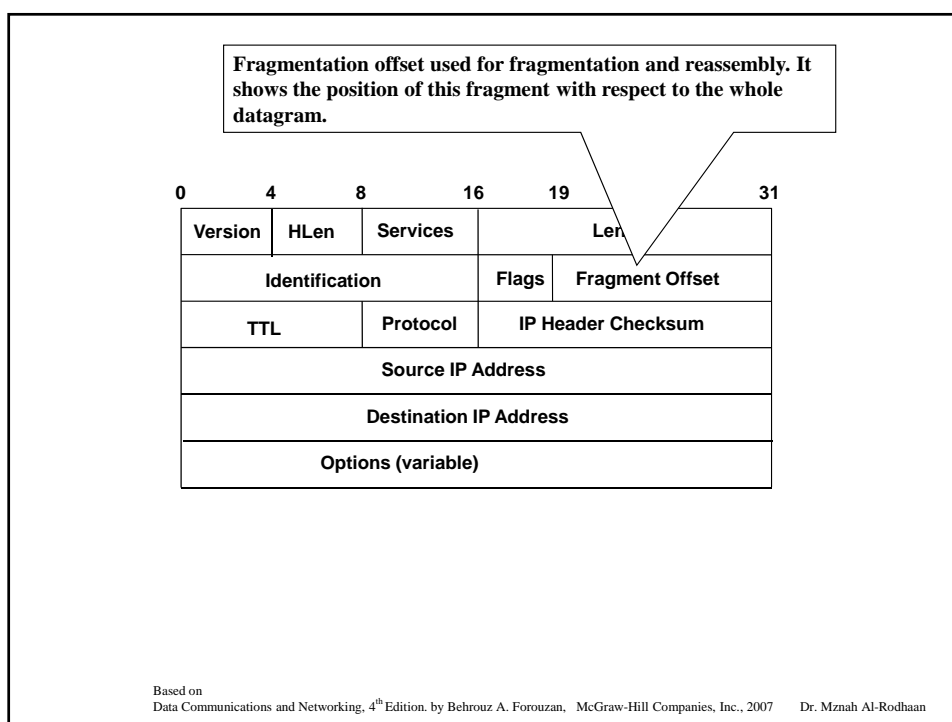 Fragmentation offset used for fragmentation and reassembly. It
shows the position of this fragment with respect to the whole
datagram.
0 4 8 16 19 31
Version HLen Services Len
Identification Flags Fragment Offset
TTL Protocol IP Header Checksum
Source IP Address
Destination IP Address
Options (variable)
Based on
Data Communications and Networking, 4th Edition. by Behrouz A. Forouzan, McGraw-Hill Companies, Inc., 2007 Dr. Mznah Al-Rodhaan